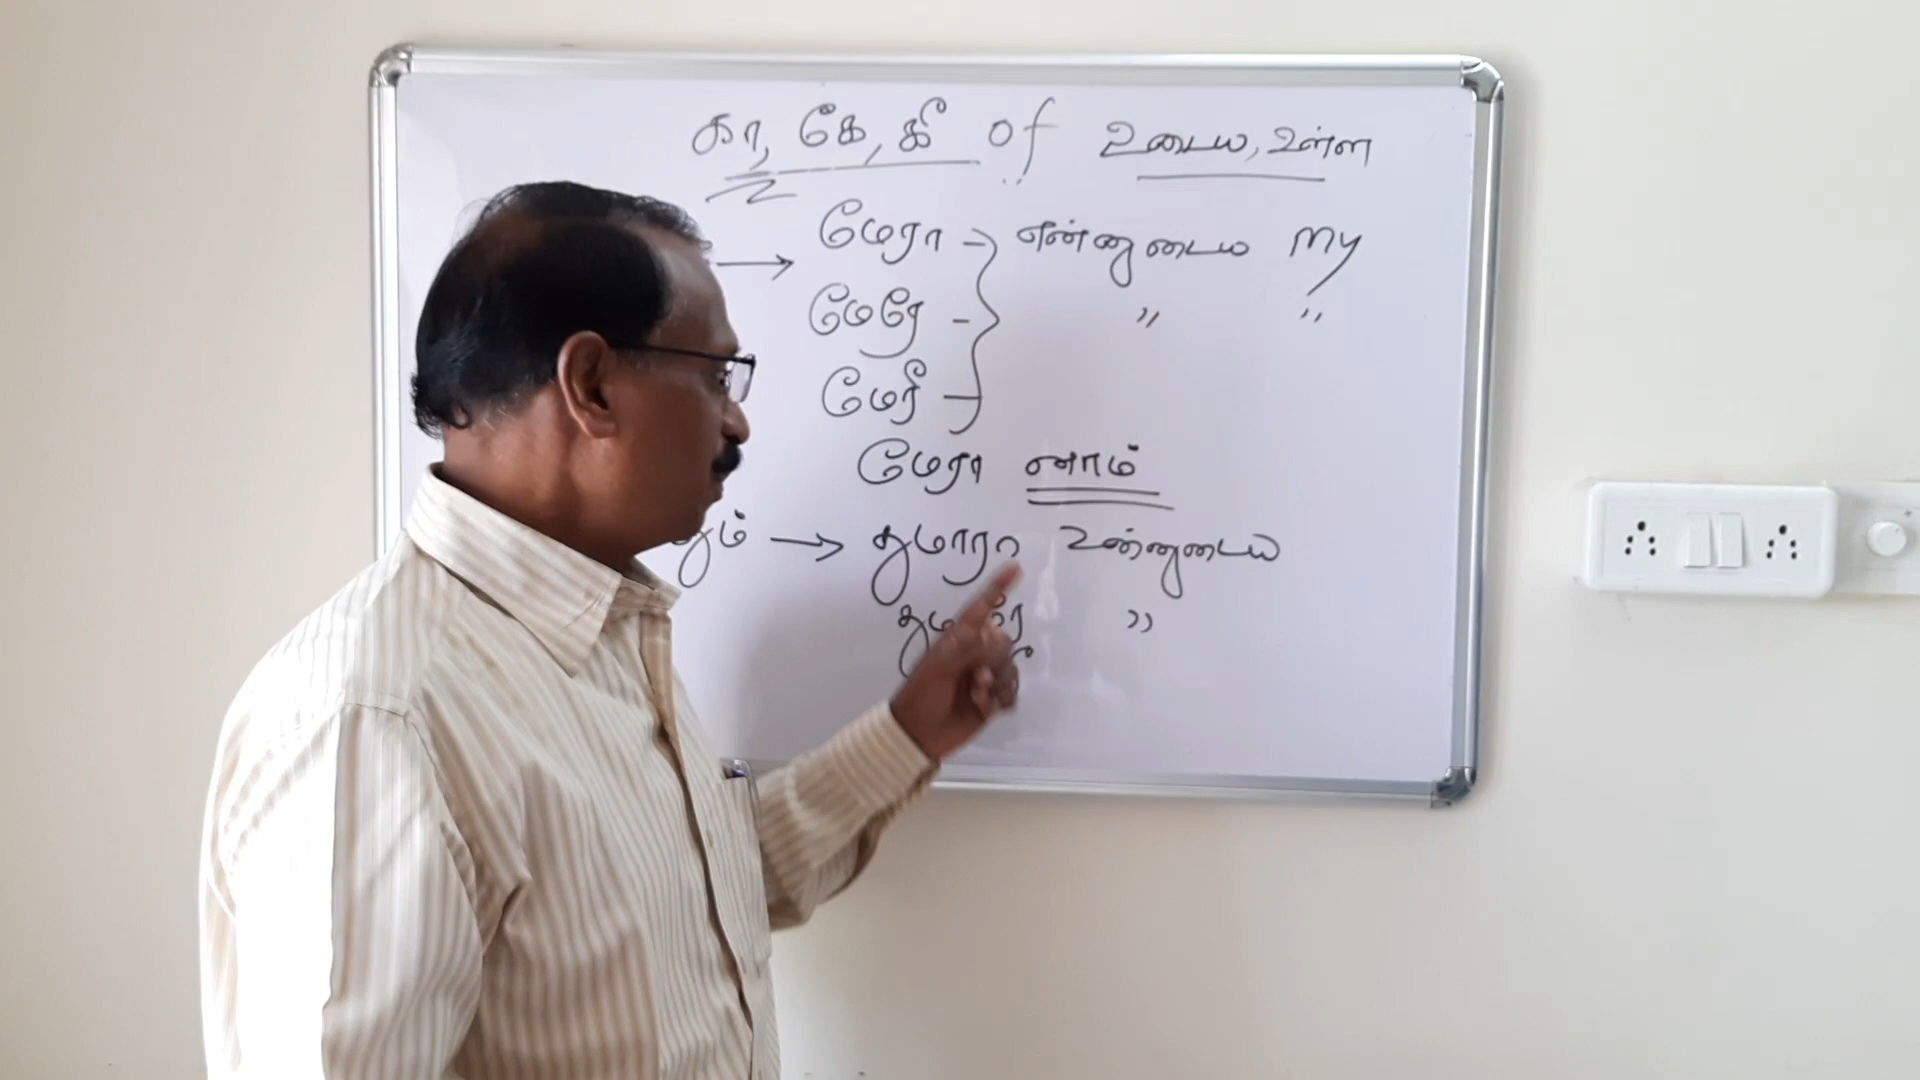 கா, கே, கீ of உடைய, உள்ள
→ மேரா - என்னுடைய my
மேரே - " "
மேரீ -
மேரா னாம்
தும் → துமாரா உன்னுடைய
"